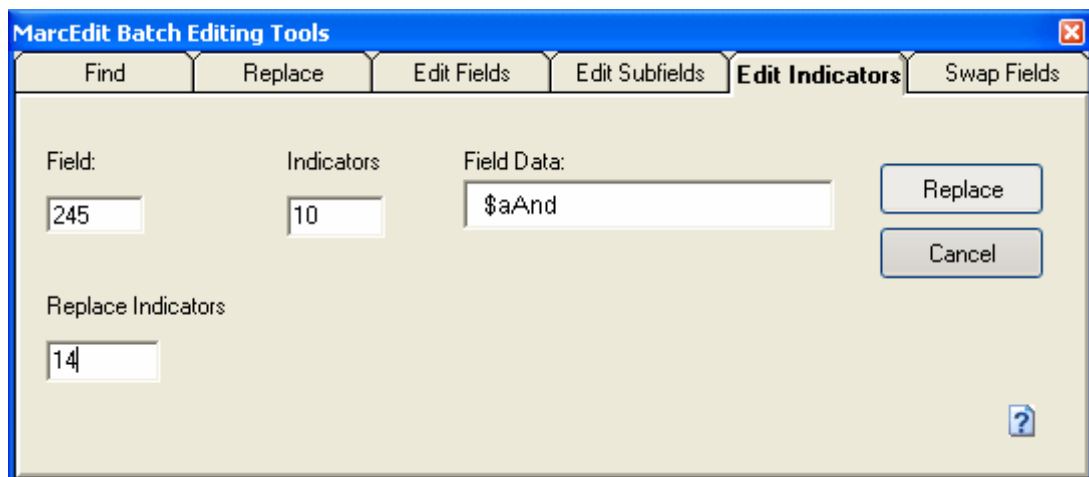 MarcEdit Batch Editing Tools
Find Replace Edit Fields Edit Subfields Edit Indicators Swap Fields
Field: Indicators Field Data:
245 10 $aAnd Replace
Cancel
Replace Indicators
14
?